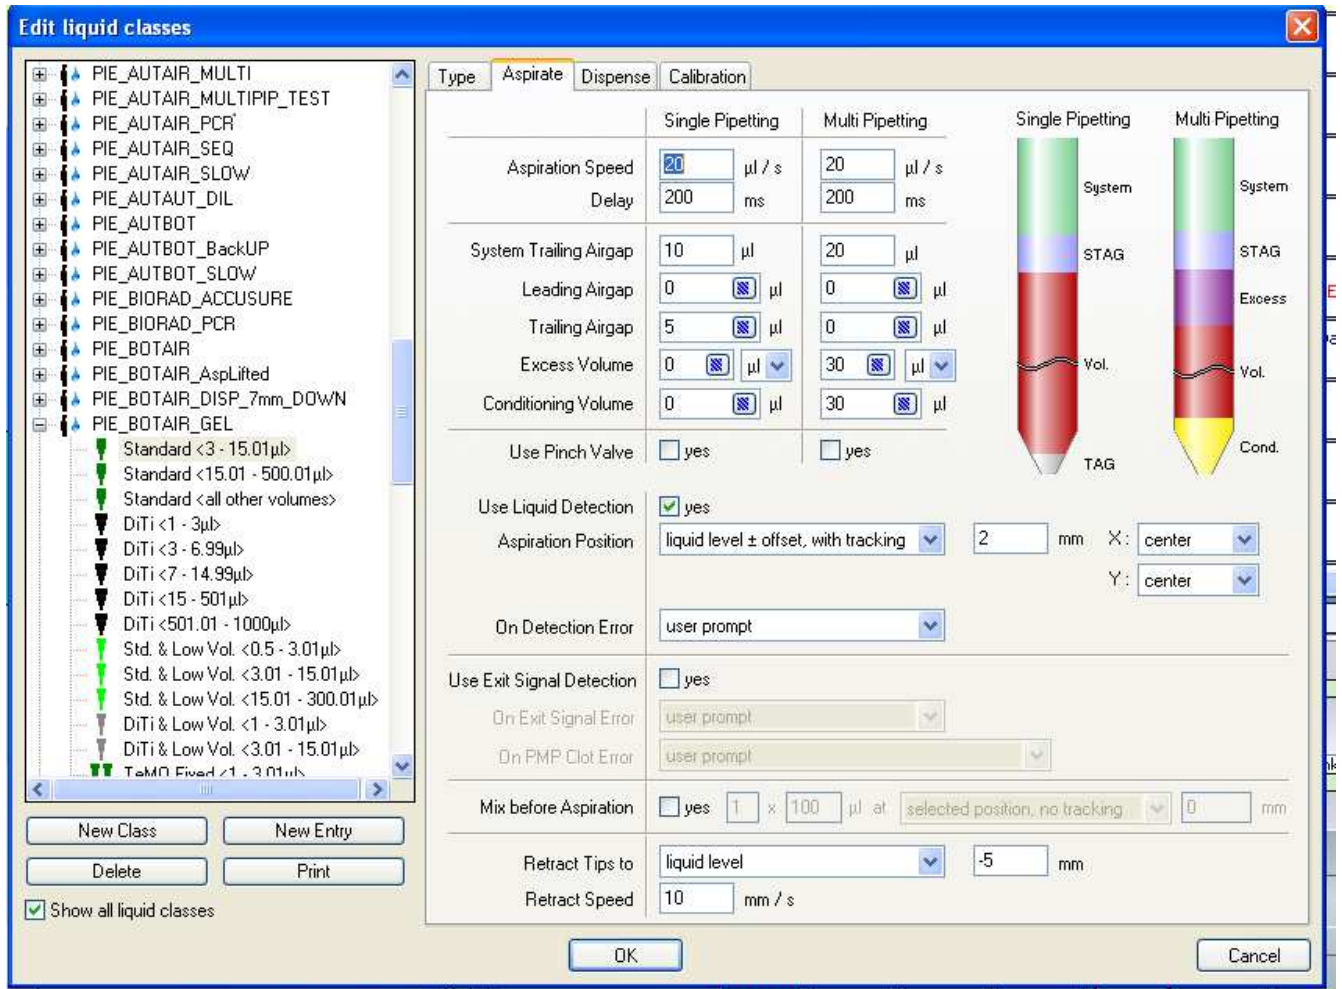 Edit liquid classes
PIE_AUTAIR_MULTI
PIE_AUTAIR_MULTIPIP_TEST
PIE_AUTAIR_PCR
PIE_AUTAIR_SEQ
PIE_AUTAIR_SLOW
PIE_AUTAUT_DIL
PIE_AUTBOT
PIE_AUTBOT_BackUP
PIE_AUTBOT_SLOW
PIE_BIORAD_ACCUSURE
PIE_BIORAD_PCR
PIE_BOTAIR
PIE_BOTAIR_AspLifted
PIE_BOTAIR_DISP_7mm_DOWN
PIE_BOTAIR_GEL
Standard <3 - 15.01µl>
Standard <15.01 - 500.01µl>
Standard <all other volumes>
DiTi <1 - 3µl>
DiTi <3 - 6.99µl>
DiTi <7 - 14.99µl>
DiTi <15 - 501µl>
DiTi <501.01 - 1000µl>
Std. & Low Vol. <0.5 - 3.01µl>
Std. & Low Vol. <3.01 - 15.01µl>
Std. & Low Vol. <15.01 - 300.01µl>
DiTi & Low Vol. <1 - 3.01µl>
DiTi & Low Vol. <3.01 - 15.01µl>
TeMO Fixed <1 - 3.01µl>
New Class New Entry
Delete Print
Show all liquid classes
Type Aspirate Dispense Calibration
Single Pipetting Multi Pipetting
Aspiration Speed 20 µl / s 20 µl / s
Delay 200 ms 200 ms
System Trailing Airgap 10 µl 20 µl
Leading Airgap 0 µl 0 µl
Trailing Airgap 5 µl 0 µl
Excess Volume 0 µl 30 µl
Conditioning Volume 0 µl 30 µl
Use Pinch Valve yes yes
Single Pipetting Multi Pipetting
System System
STAG STAG
Excess
Vol. Vol.
Cond.
TAG
Use Liquid Detection yes
Aspiration Position liquid level ± offset, with tracking 2 mm X: center
Y: center
On Detection Error user prompt
Use Exit Signal Detection yes
On Exit Signal Error user prompt
On PMP Clot Error user prompt
Mix before Aspiration yes 1 x 100 µl at selected position, no tracking 0 mm
Retract Tips to liquid level -5 mm
Retract Speed 10 mm / s
OK Cancel